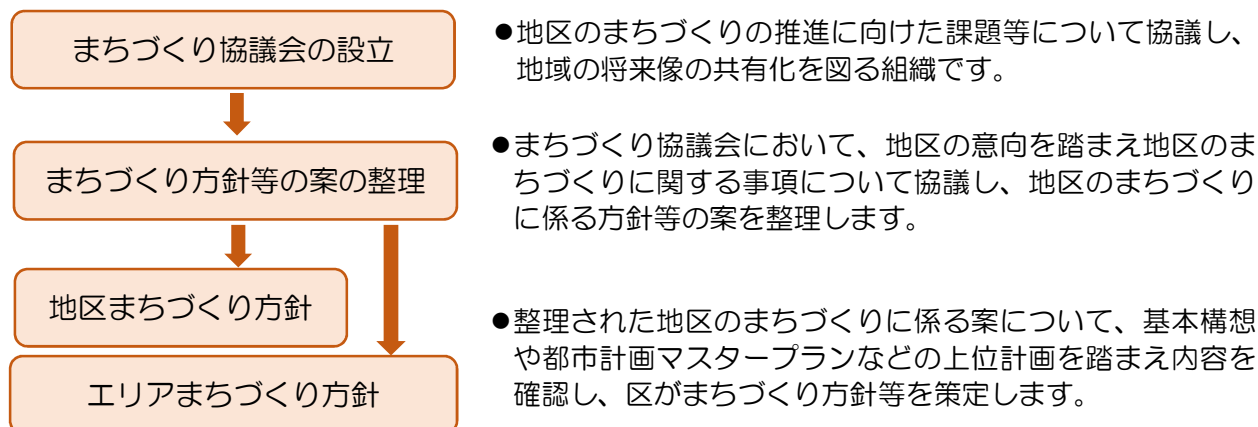 まちづくり協議会の設立
●地区のまちづくりの推進に向けた課題等について協議し、
地域の将来像の共有化を図る組織です。
まちづくり方針等の案の整理
●まちづくり協議会において、地区の意向を踏まえ地区のま
ちづくりに関する事項について協議し、地区のまちづくり
に係る方針等の案を整理します。
地区まちづくり方針
エリアまちづくり方針
●整理された地区のまちづくりに係る案について、基本構想
や都市計画マスタープランなどの上位計画を踏まえ内容を
確認し、区がまちづくり方針等を策定します。